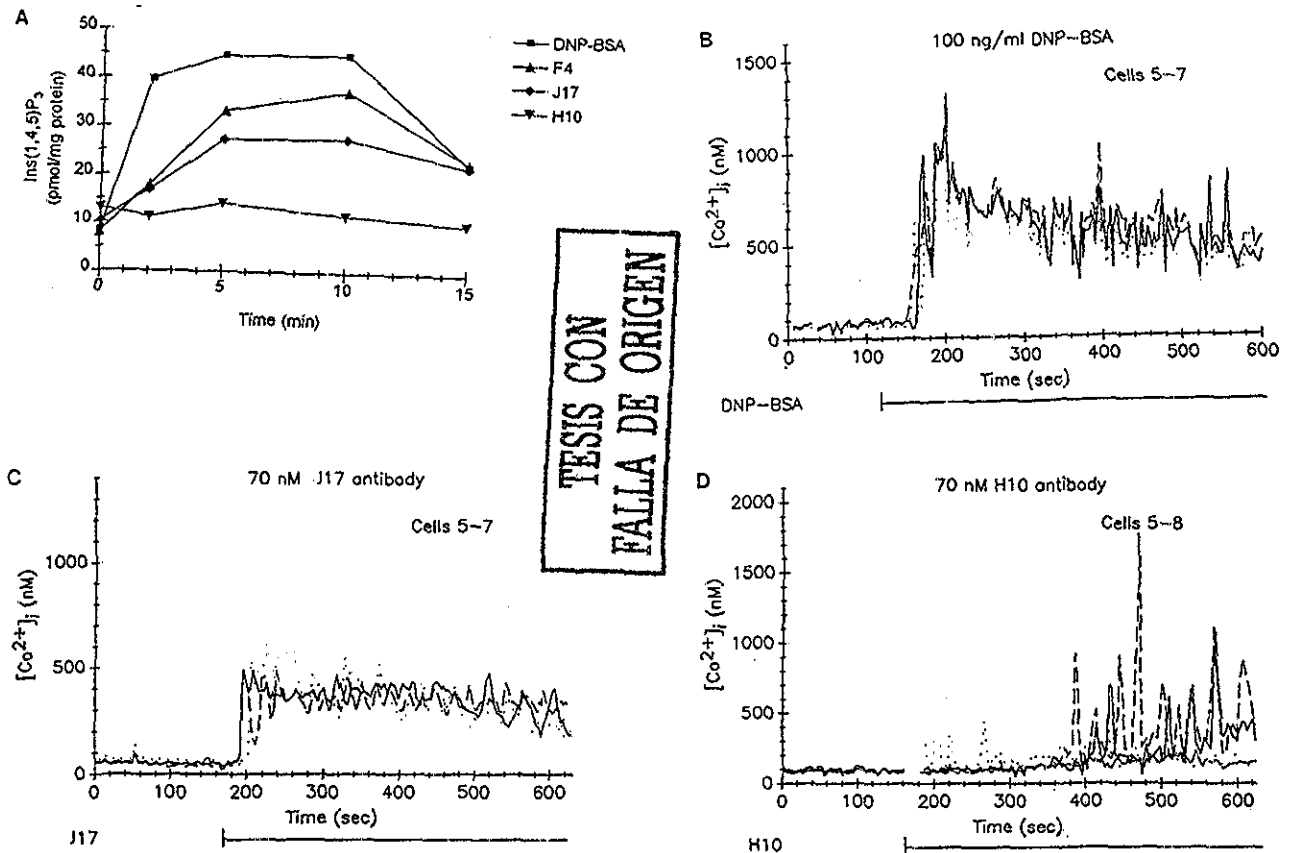 A
Ins(1,4,5)P3
(pmol/mg protein)
50
40
30
20
10
0
0 5 10 15
Time (min)
DNP-BSA
F4
J17
H10
B
100 ng/ml DNP-BSA
Cells 5-7
[Ca2+]i (nM)
1500
1000
500
0
0 100 200 300 400 500 600
Time (sec)
DNP-BSA
TESIS CON
FALLA DE ORIGEN
C
70 nM J17 antibody
Cells 5-7
[Ca2+]i (nM)
1000
500
0
0 100 200 300 400 500 600
Time (sec)
J17
D
70 nM H10 antibody
Cells 5-8
[Ca2+]i (nM)
2000
1500
1000
500
0
0 100 200 300 400 500 600
Time (sec)
H10